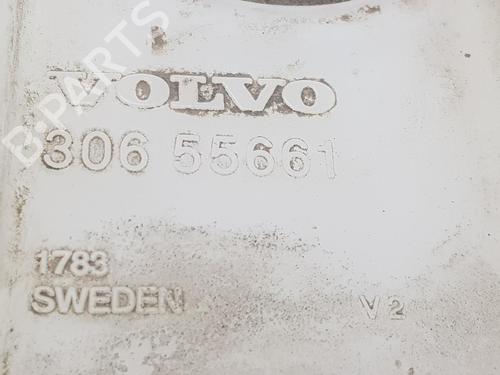 B-PARTS
VOLVO
306 55661
1783
SWEDEN
V2